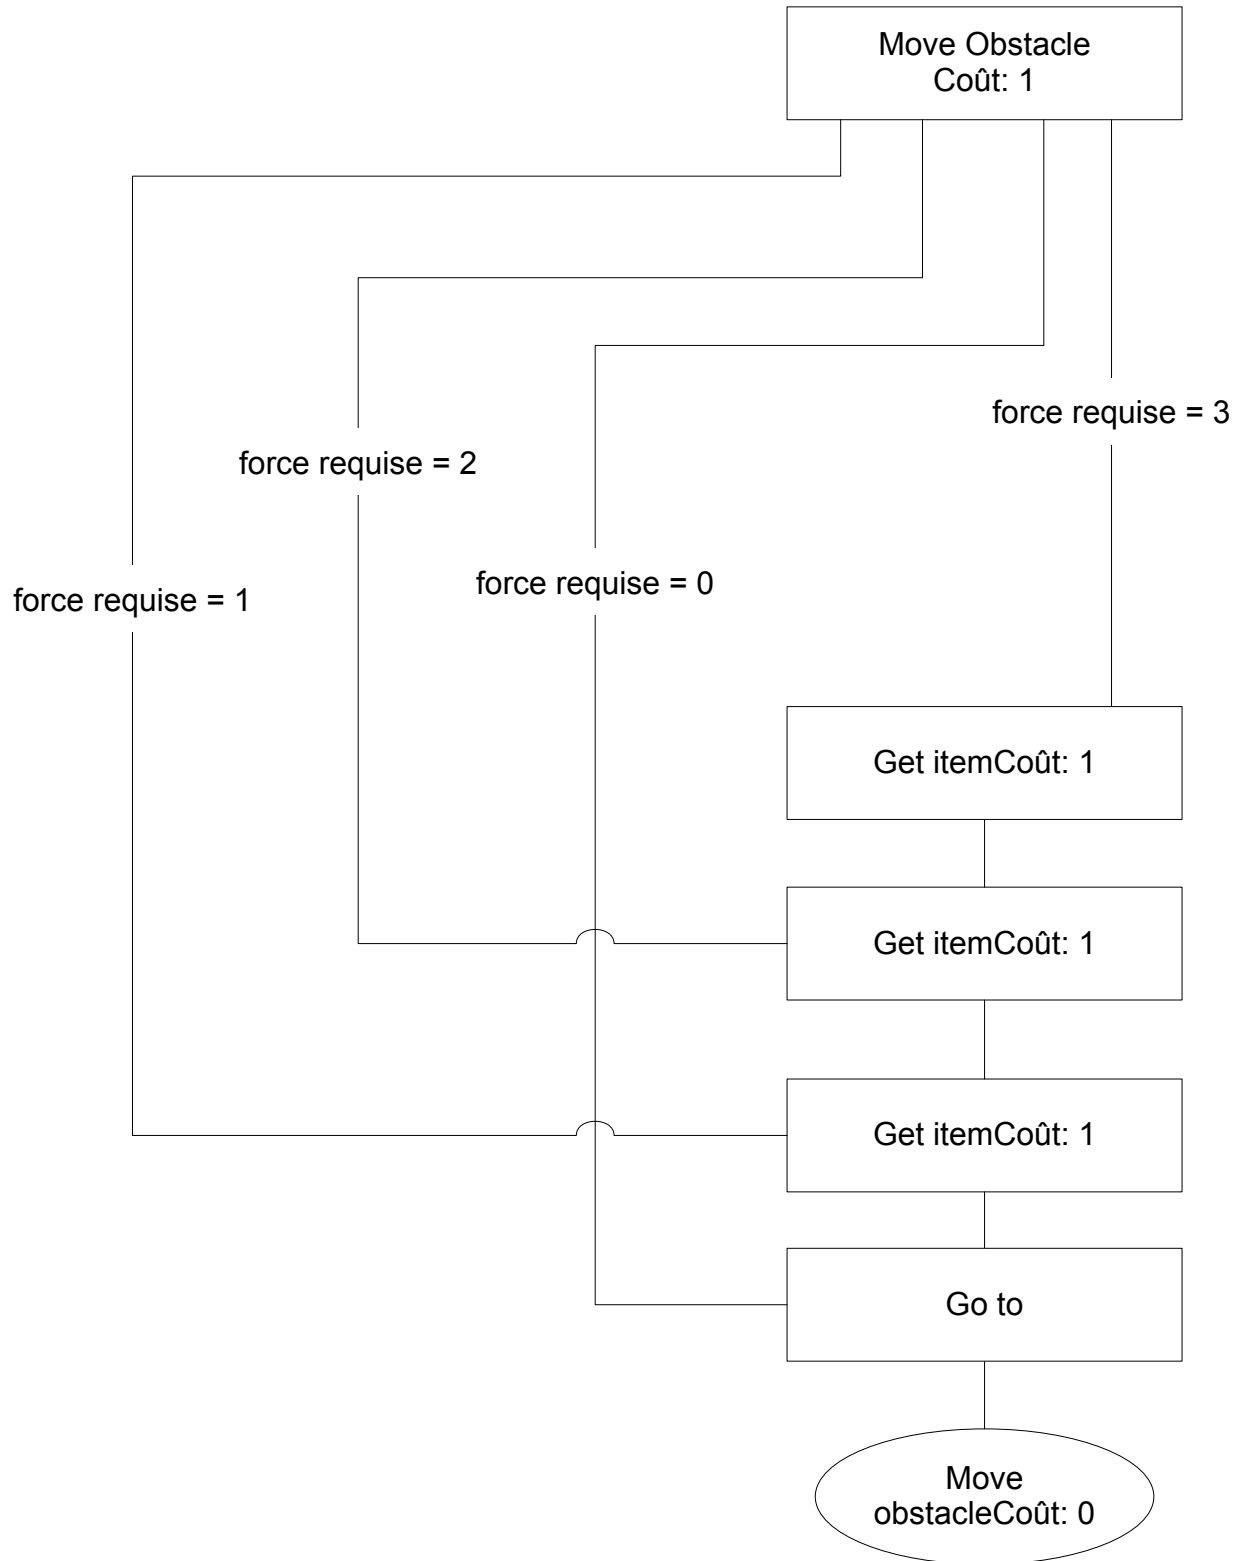 Move Obstacle
Coût: 1
force requise = 3
force requise = 2
force requise = 0
force requise = 1
Get itemCoût: 1
Get itemCoût: 1
Get itemCoût: 1
Go to
Move
obstacleCoût: 0